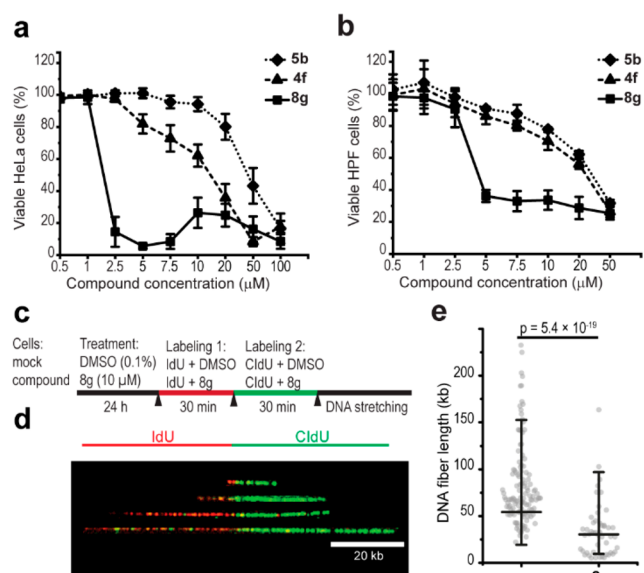 a
120
100
80
60
40
20
0
Viable HeLa cells (%)
5b
4f
8g
0.5 1 2.5 5 7.5 10 20 50 100
Compound concentration (μM)
b
120
100
80
60
40
20
0
Viable HPF cells (%)
5b
4f
8g
0.5 1 2.5 5 7.5 10 20 50
Compound concentration (μM)
c
Cells: Treatment: Labeling 1: Labeling 2:
mock DMSO (0.1%) IdU + DMSO CldU + DMSO
compound 8g (10 μM) IdU + 8g CldU + 8g
24 h 30 min 30 min DNA stretching
d
IdU CldU
20 kb
e
p = 5.4 × 10-19
DNA fiber length (kb)
200
150
100
50
0